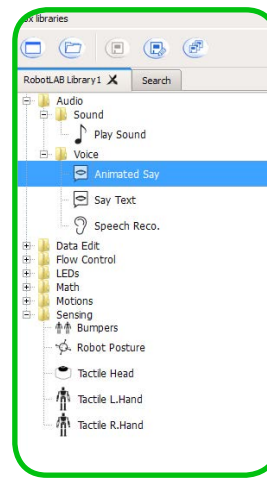 box libraries
RobotLAB Library1 X Search
Audio
Sound
Play Sound
Voice
Animated Say
Say Text
Speech Reco.
Data Edit
Flow Control
LEDs
Math
Motions
Sensing
Bumpers
Robot Posture
Tactile Head
Tactile L.Hand
Tactile R.Hand